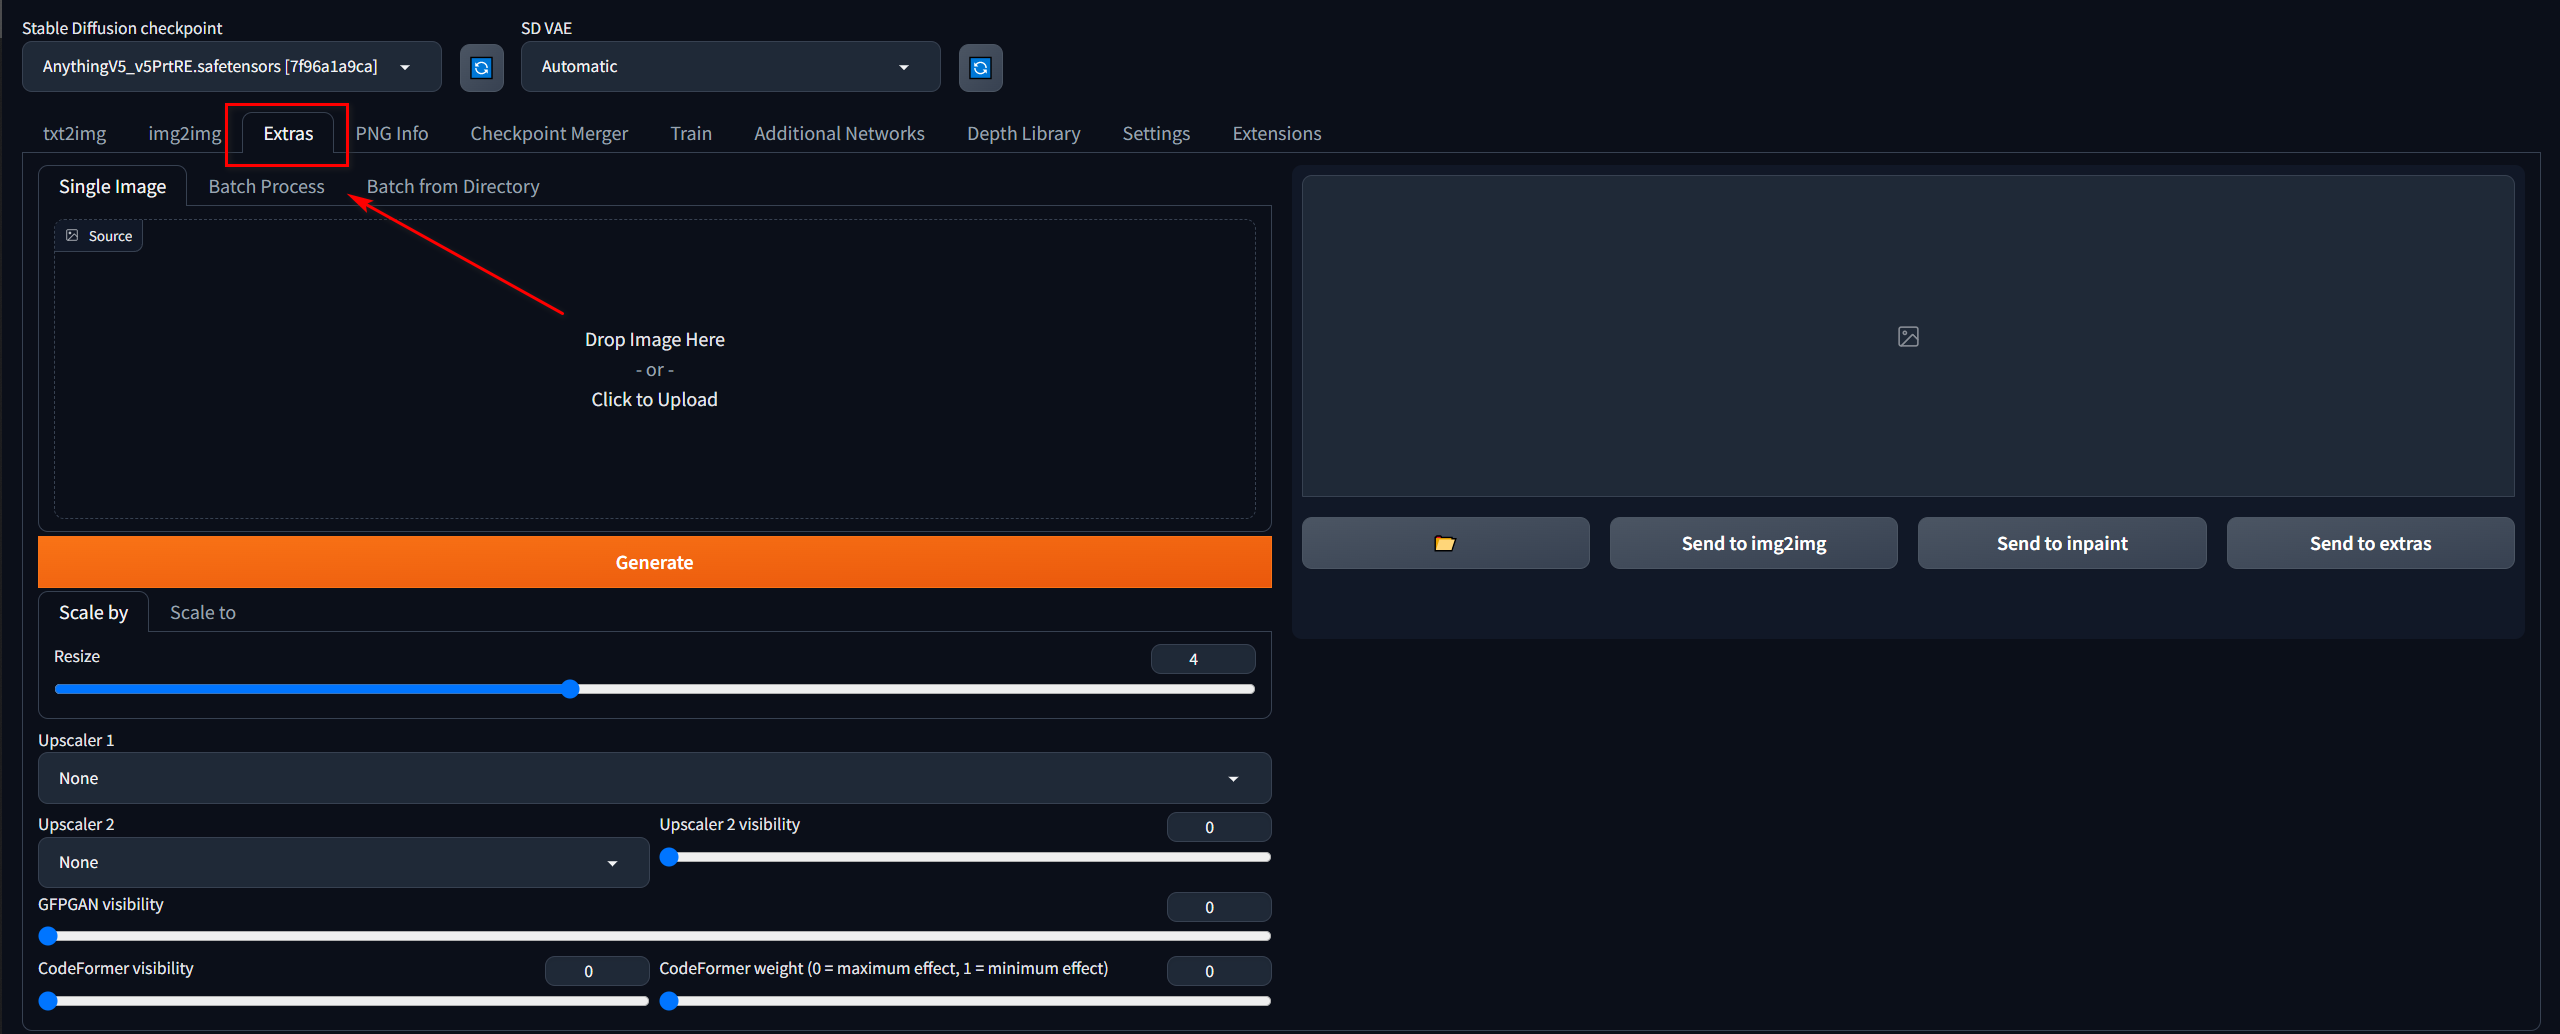 Stable Diffusion checkpoint
SD VAE
AnythingV5_v5PrtRE.safetensors [7f96a1a9ca]
Automatic
txt2img
img2img
Extras
PNG Info
Checkpoint Merger
Train
Additional Networks
Depth Library
Settings
Extensions
Single Image
Batch Process
Batch from Directory
Source
Drop Image Here
- or -
Click to Upload
Generate
Send to img2img
Send to inpaint
Send to extras
Scale by
Scale to
Resize
4
Upscaler 1
None
Upscaler 2
None
Upscaler 2 visibility
0
GFPGAN visibility
0
CodeFormer visibility
0
CodeFormer weight (0 = maximum effect, 1 = minimum effect)
0